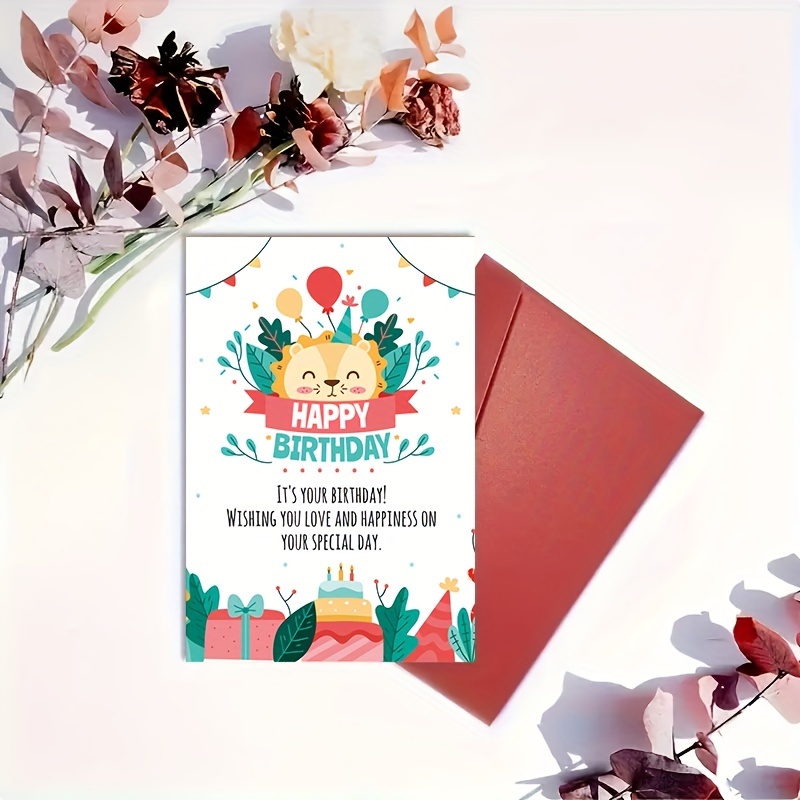 HAPPY
BIRTHDAY
IT'S YOUR BIRTHDAY!
WISHING YOU LOVE AND HAPPINESS ON
YOUR SPECIAL DAY.